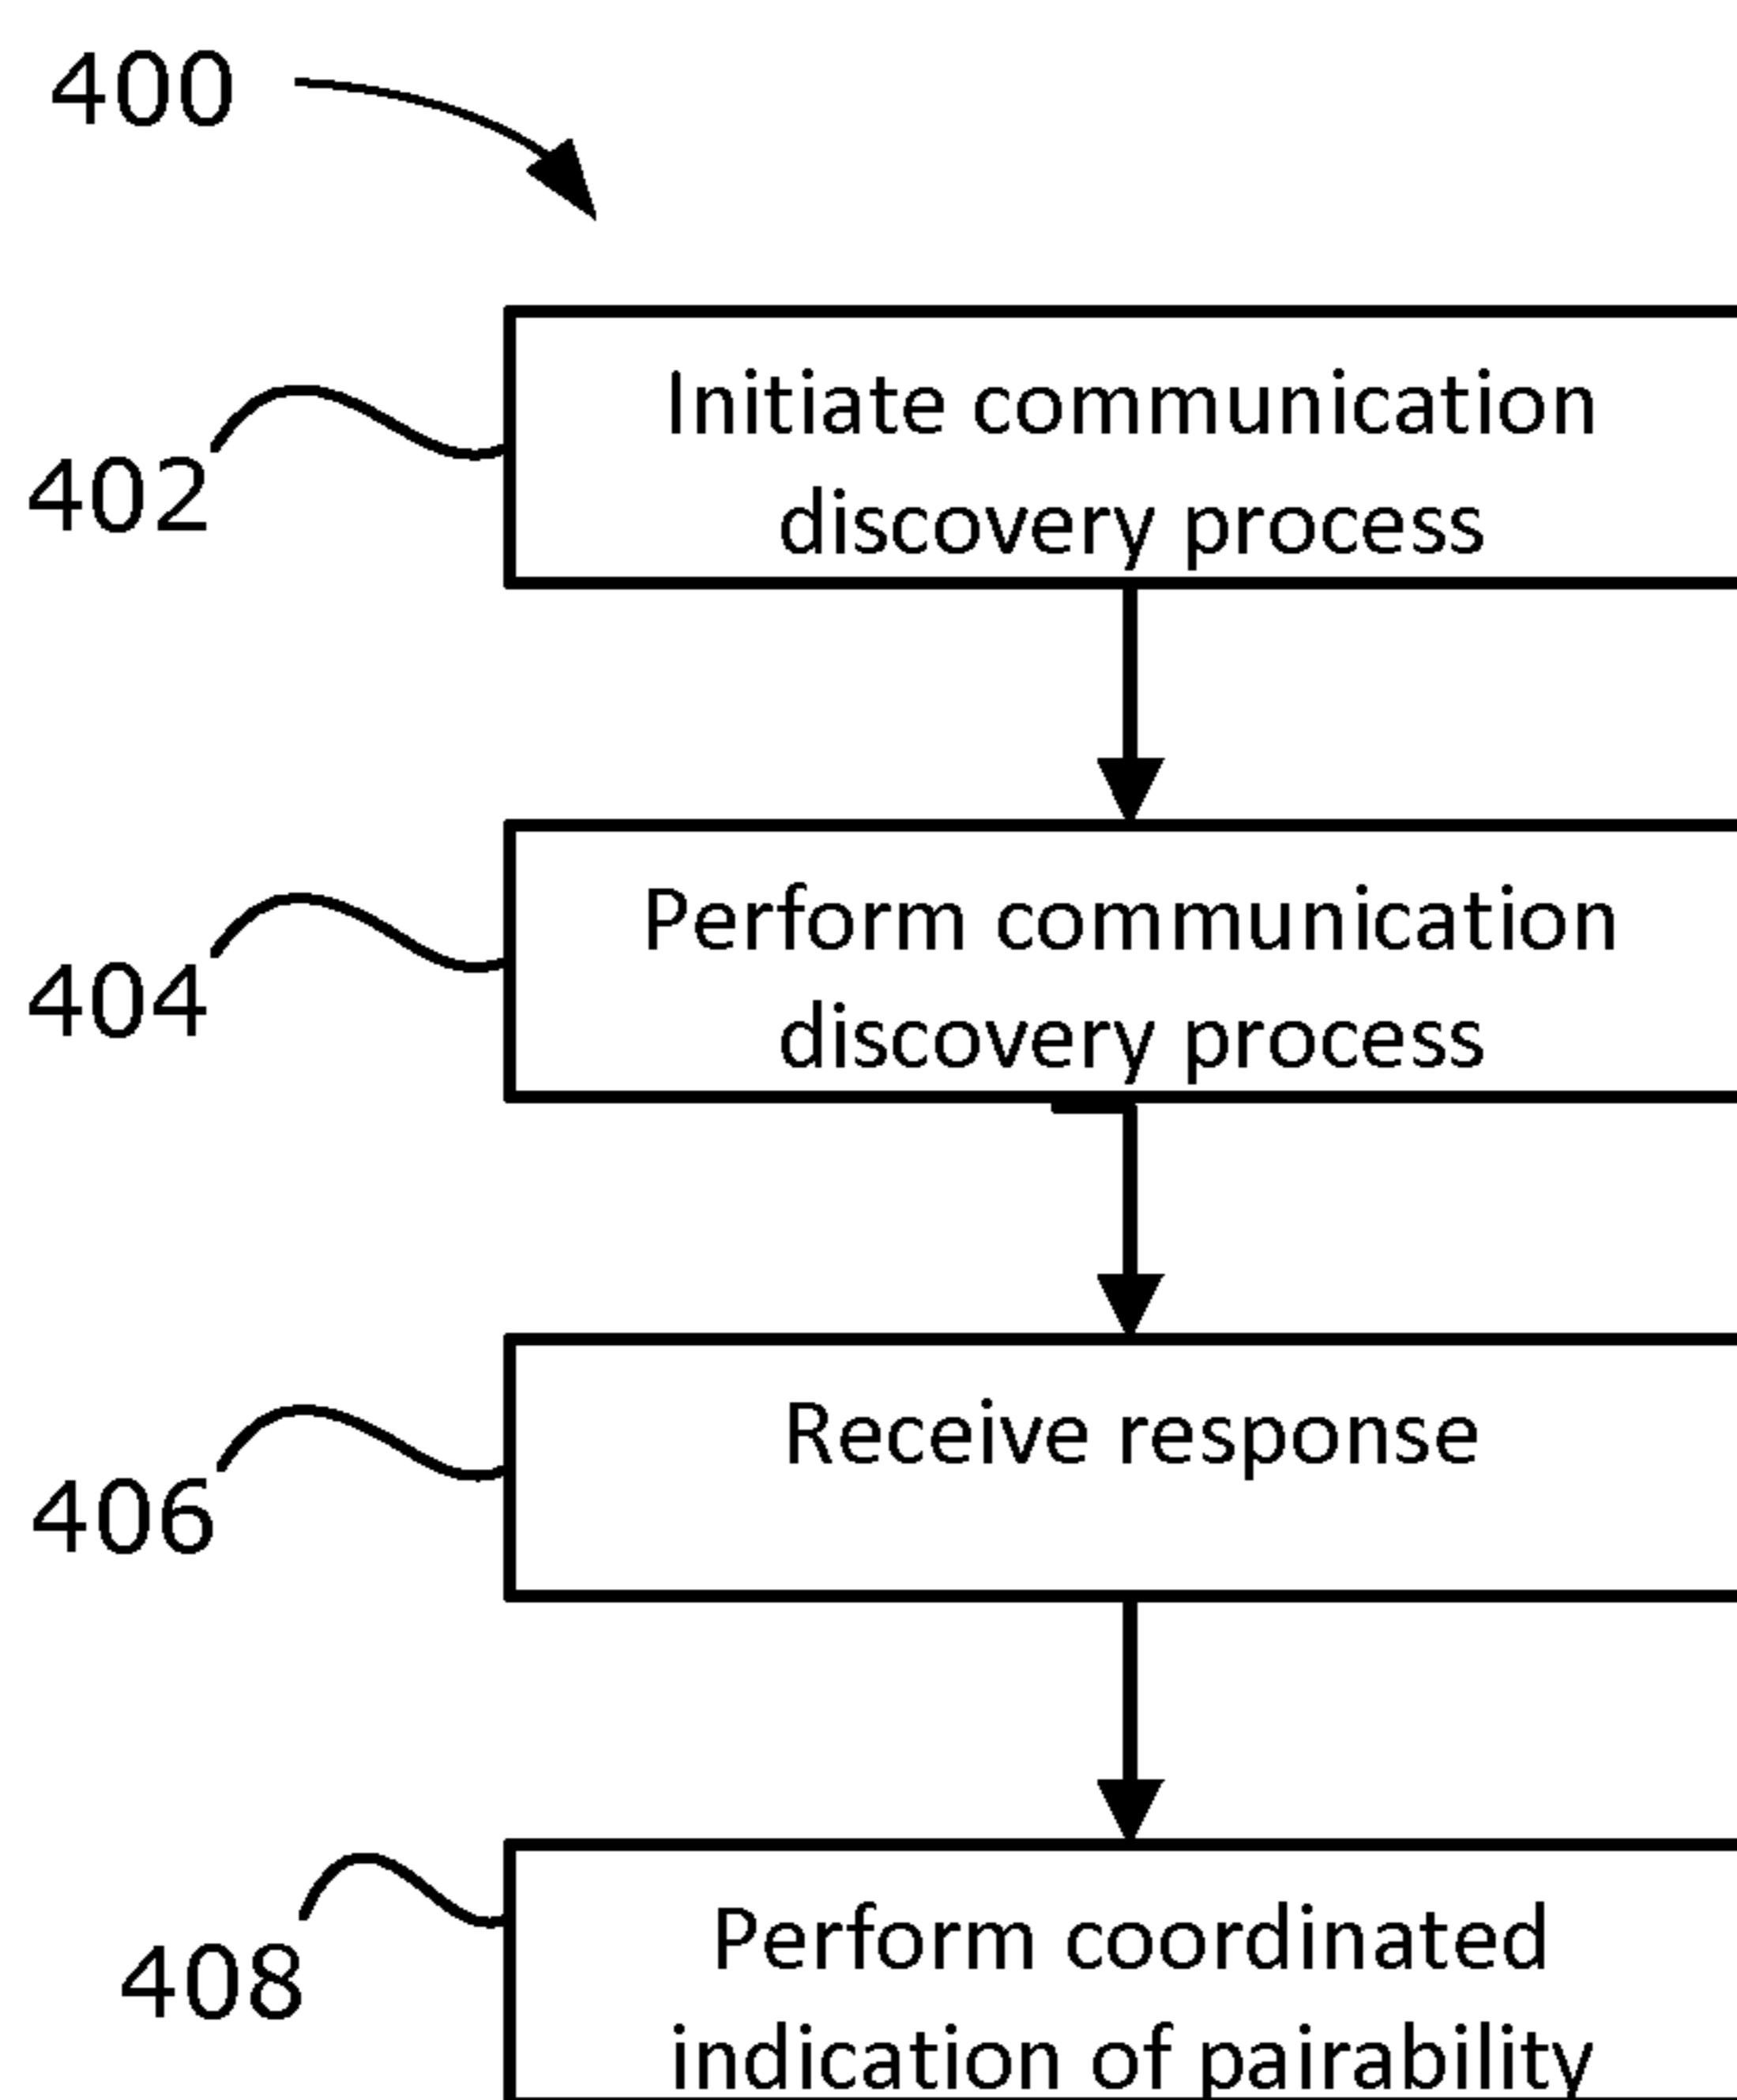 400
402
Initiate communication
discovery process
404
Perform communication
discovery process
406
Receive response
408
Perform coordinated
indication of pairability